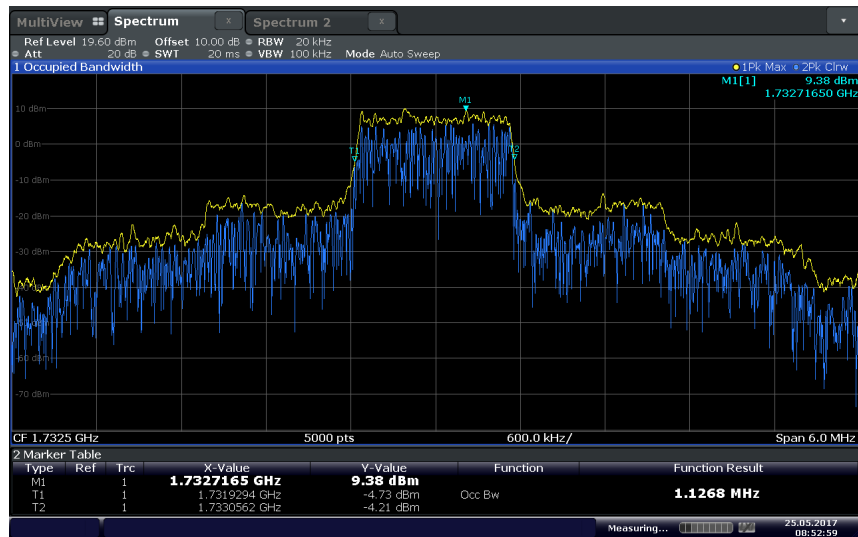 MultiView Spectrum x Spectrum 2 x
Ref Level 19.60 dBm Offset 10.00 dB RBW 20 kHz
Att 20 dB SWT 20 ms VBW 100 kHz Mode Auto Sweep
1 Occupied Bandwidth 1Pk Max 2Pk Clrw
M1[1] 9.38 dBm
1.73271650 GHz
M1
10 dBm
T1
0 dBm
-10 dBm
-20 dBm
-30 dBm
-60 dBm
-70 dBm
CF 1.7325 GHz 5000 pts 600.0 kHz/ Span 6.0 MHz
2 Marker Table
Type Ref Trc X-Value Y-Value Function Function Result
M1 1 1.7327165 GHz 9.38 dBm
T1 1 1.7319294 GHz -4.73 dBm Occ Bw 1.1268 MHz
T2 1 1.7330562 GHz -4.21 dBm
Measuring... 25.05.2017
08:52:59